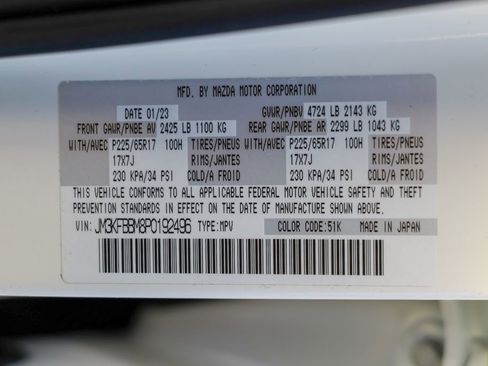 MFD. BY MAZDA MOTOR CORPORATION
DATE 01/23 GVWR/PNBV 4724 LB 2143 KG
FRONT GAWR/PNBE AV 2425 LB 1100 KG REAR GAWR/PNBE AR 2299 LB 1043 KG
WITH/AVEC P225/65R17 100H TIRES/PNEUS WITH/AVEC P225/65R17 100H TIRES/PNEUS
17X7J RIMS/JANTES 17X7J RIMS/JANTES
230 KPA/34 PSI COLD/A FROID 230 KPA/34 PSI COLD/A FROID
THIS VEHICLE CONFORMS TO ALL APPLICABLE FEDERAL MOTOR VEHICLE SAFETY AND THEFT
PREVENTION STANDARDS IN EFFECT ON THE DATE OF MANUFACTURE SHOWN ABOVE.
VIN: JM3KFBBM8P0192496 TYPE:MPV COLOR CODE:51K MADE IN JAPAN